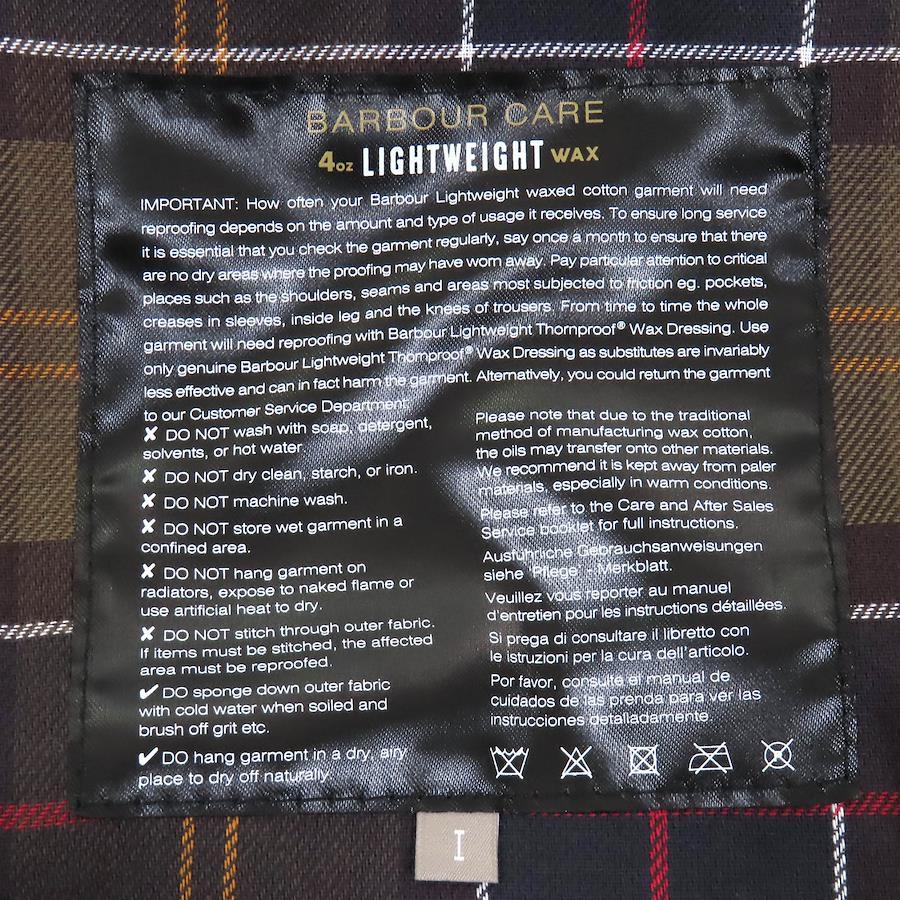 BARBOUR CARE
4oz LIGHTWEIGHT WAX
IMPORTANT: How often your Barbour Lightweight waxed cotton garment will need
reproofing depends on the amount and type of usage it receives. To ensure long service
it is essential that you check the garment regularly, say once a month to ensure that there
are no dry areas where the proofing may have worn away. Pay particular attention to critical
places such as the shoulders, seams and areas most subjected to friction eg. pockets,
creases in sleeves, inside leg and the knees of trousers. From time to time the whole
garment will need reproofing with Barbour Lightweight Thornproof® Wax Dressing. Use
only genuine Barbour Lightweight Thornproof® Wax Dressing as substitutes are invariably
less effective and can in fact harm the garment. Alternatively, you could return the garment
to our Customer Service Department.
✘ DO NOT wash with soap, detergent,
solvents, or hot water.
✘ DO NOT dry clean, starch, or iron.
✘ DO NOT machine wash.
✘ DO NOT store wet garment in a
confined area.
✘ DO NOT hang garment on
radiators, expose to naked flame or
use artificial heat to dry.
✘ DO NOT stitch through outer fabric.
If items must be stitched, the affected
area must be reproofed.
✔ DO sponge down outer fabric
with cold water when soiled and
brush off grit etc.
✔ DO hang garment in a dry, airy
place to dry off naturally
Please note that due to the traditional
method of manufacturing wax cotton,
the oils may transfer onto other materials.
We recommend it is kept away from paler
materials, especially in warm conditions.
Please refer to the Care and After Sales
Service booklet for full instructions.
Ausführliche Gebrauchsanweisungen
siehe "Pflege" - Merkblatt.
Veuillez vous reporter au manuel
d'entretien pour les instructions détaillées.
Si prega di consultare il libretto con
le istruzioni per la cura dell'articolo.
Por favor, consulte el manual de
cuidados de las prenda para ver las
instrucciones detalladamente.
I